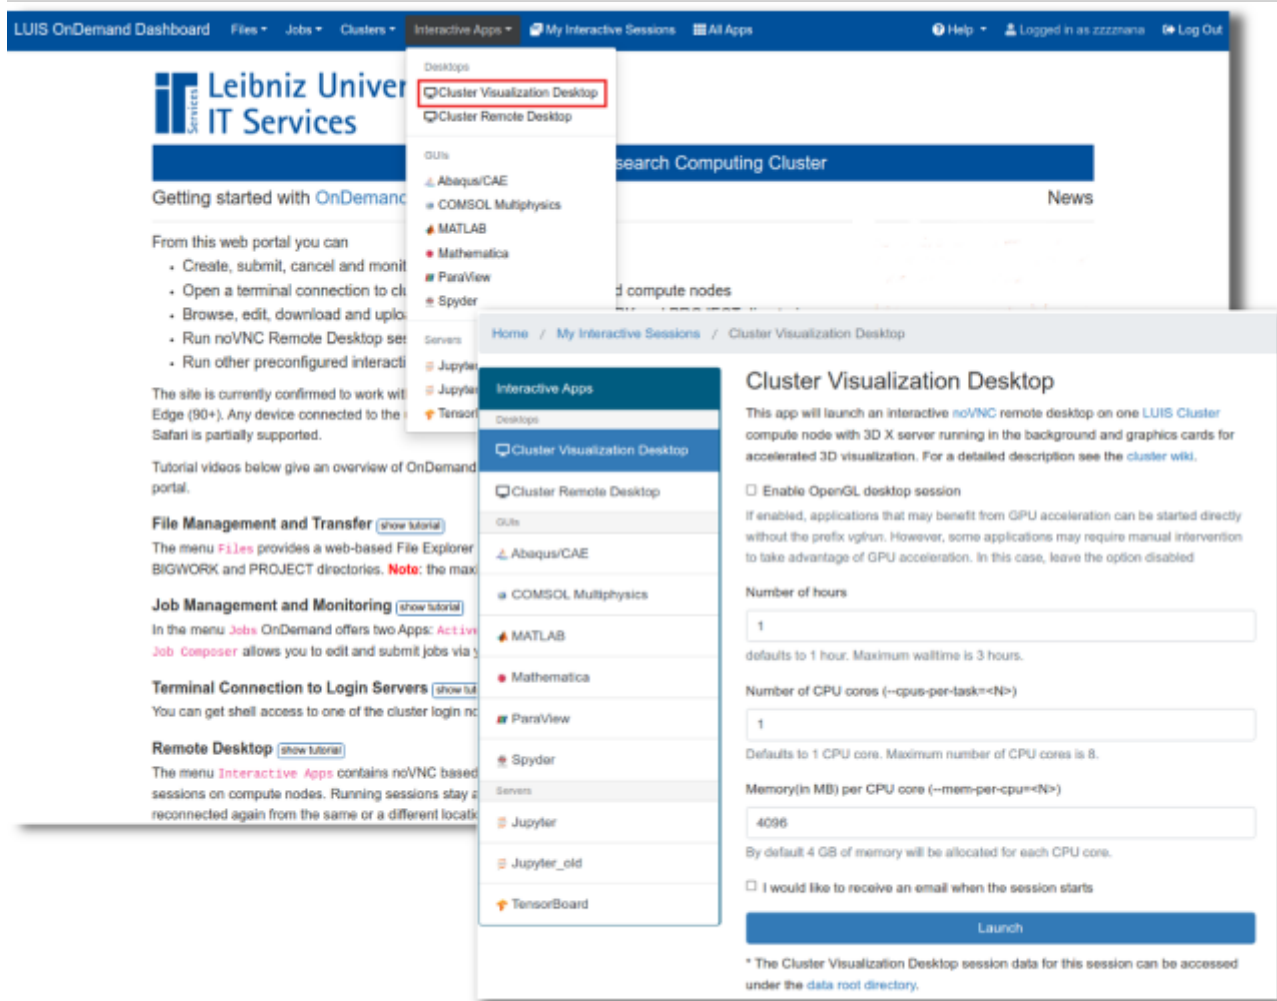 LUIS OnDemand Dashboard Files Jobs Clusters Interactive Apps My Interactive Sessions All Apps Help Logged in as zzzznana Log Out
Leibniz Univer
IT Services
Services
search Computing Cluster
Getting started with OnDemand
News
From this web portal you can
• Create, submit, cancel and monit
• Open a terminal connection to clu
d compute nodes
• Browse, edit, download and uplo
• Run noVNC Remote Desktop se
• Run other preconfigured interacti
The site is currently confirmed to work wit
Edge (90+). Any device connected to the
Safari is partially supported.
Tutorial videos below give an overview of OnDemand
portal.
File Management and Transfer show tutorial
The menu Files provides a web-based File Explorer
BIGWORK and PROJECT directories. Note: the max
Job Management and Monitoring show tutorial
In the menu Jobs OnDemand offers two Apps: Active
Job Composer allows you to edit and submit jobs via
Terminal Connection to Login Servers show tut
You can get shell access to one of the cluster login no
Remote Desktop show tutorial
The menu Interactive Apps contains noVNC based
sessions on compute nodes. Running sessions stay a
reconnected again from the same or a different locatio
Desktops
Cluster Visualization Desktop
Cluster Remote Desktop
GUIs
Abaqus/CAE
COMSOL Multiphysics
MATLAB
Mathematica
ParaView
Spyder
Servers
Jupyter
Jupyter
Tensor
Home / My Interactive Sessions / Cluster Visualization Desktop
Interactive Apps
Desktops
Cluster Visualization Desktop
Cluster Remote Desktop
GUIs
Abaqus/CAE
COMSOL Multiphysics
MATLAB
Mathematica
ParaView
Spyder
Servers
Jupyter
Jupyter_old
TensorBoard
Cluster Visualization Desktop
This app will launch an interactive noVNC remote desktop on one LUIS Cluster
compute node with 3D X server running in the background and graphics cards for
accelerated 3D visualization. For a detailed description see the cluster wiki.
Enable OpenGL desktop session
If enabled, applications that may benefit from GPU acceleration can be started directly
without the prefix vglrun. However, some applications may require manual intervention
to take advantage of GPU acceleration. In this case, leave the option disabled
Number of hours
1
defaults to 1 hour. Maximum walltime is 3 hours.
Number of CPU cores (--cpus-per-task=<N>)
1
Defaults to 1 CPU core. Maximum number of CPU cores is 8.
Memory(in MB) per CPU core (--mem-per-cpu=<N>)
4096
By default 4 GB of memory will be allocated for each CPU core.
I would like to receive an email when the session starts
Launch
* The Cluster Visualization Desktop session data for this session can be accessed
under the data root directory.